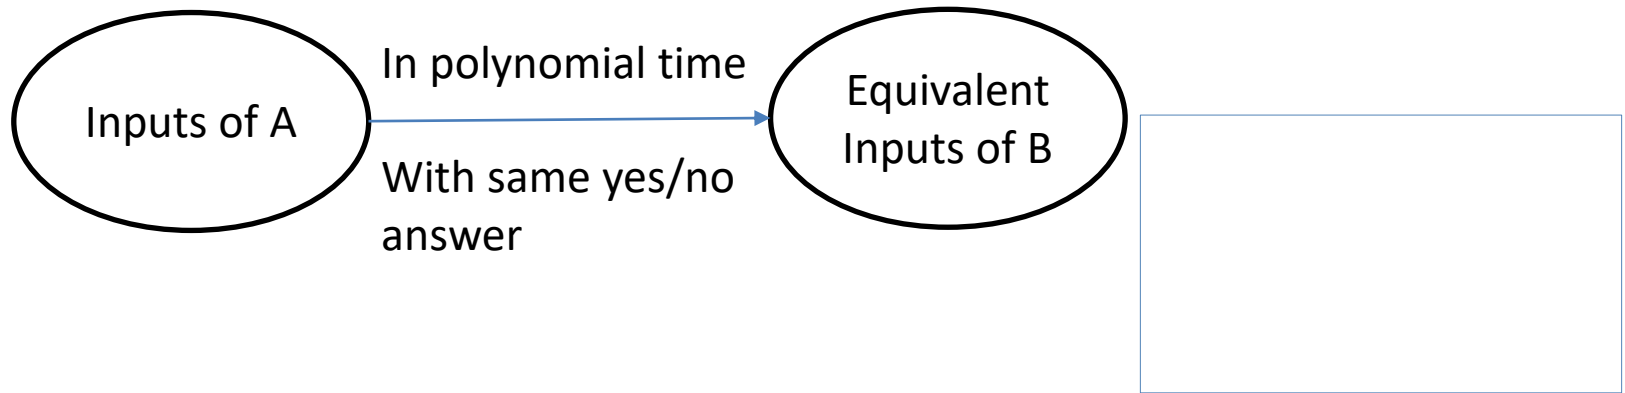 Inputs of A
In polynomial time
With same yes/no
answer
Equivalent
Inputs of B